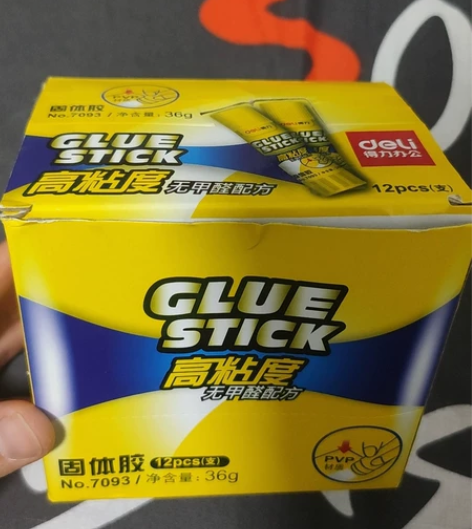 PVP
固体胶
No.7093 / 净含量: 36g
GLUE
STICK
高粘度 无甲醛配方
deli
得力办公
12pcs(支)
GLUE
STICK
高粘度
无甲醛配方
固体胶 12pcs(支)
No.7093 / 净含量: 36g
PVP
材质